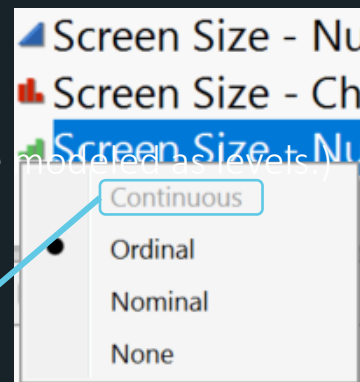 Screen Size - Nu
Screen Size - Ch
Screen Size - Nu
modeled as levels.)
Continuous
Ordinal
Nominal
None